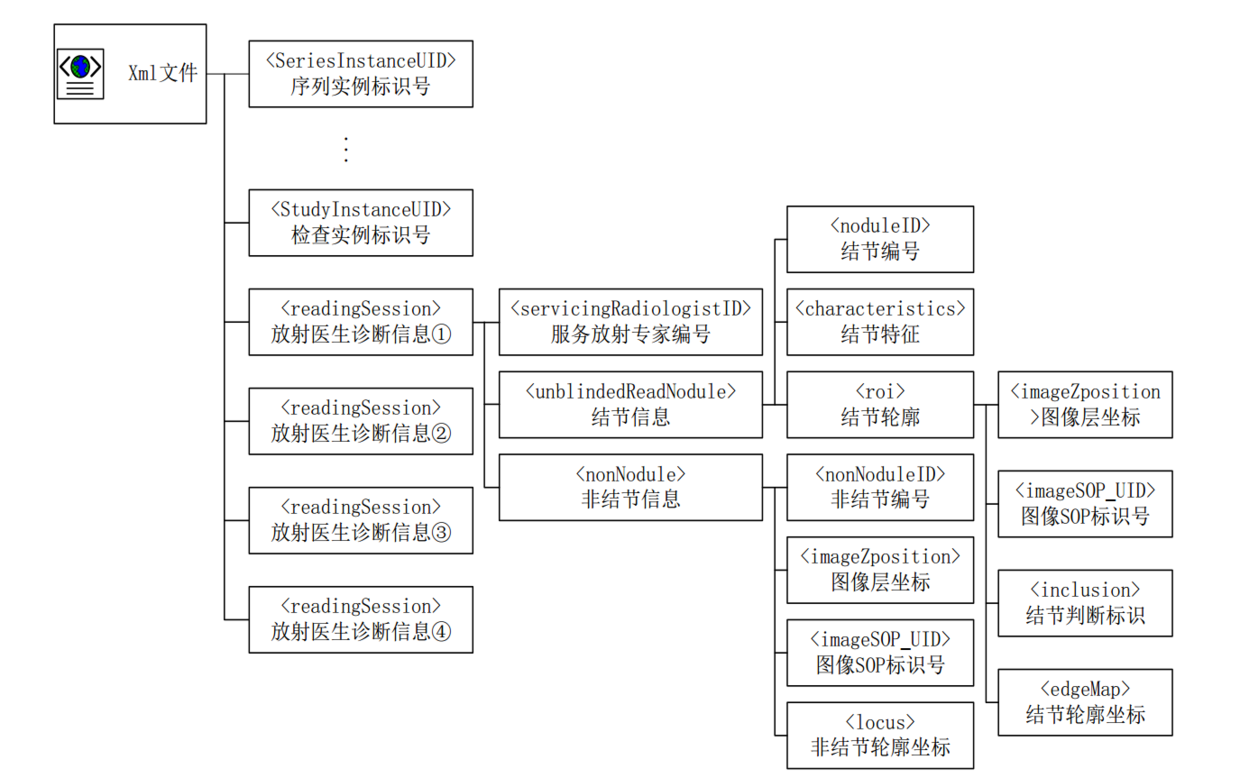 Xml文件
<SeriesInstanceUID>
序列实例标识号
<StudyInstanceUID>
检查实例标识号
<readingSession>
放射医生诊断信息①
<readingSession>
放射医生诊断信息②
<readingSession>
放射医生诊断信息③
<readingSession>
放射医生诊断信息④
<servicingRadiologistID>
服务放射专家编号
<unblindedReadNodule>
结节信息
<nonNodule>
非结节信息
<noduleID>
结节编号
<characteristics>
结节特征
<roi>
结节轮廓
<nonNoduleID>
非结节编号
<imageZposition>
图像层坐标
<imageSOP_UID>
图像SOP标识号
<locus>
非结节轮廓坐标
<imageZposition
>图像层坐标
<imageSOP_UID>
图像SOP标识号
<inclusion>
结节判断标识
<edgeMap>
结节轮廓坐标